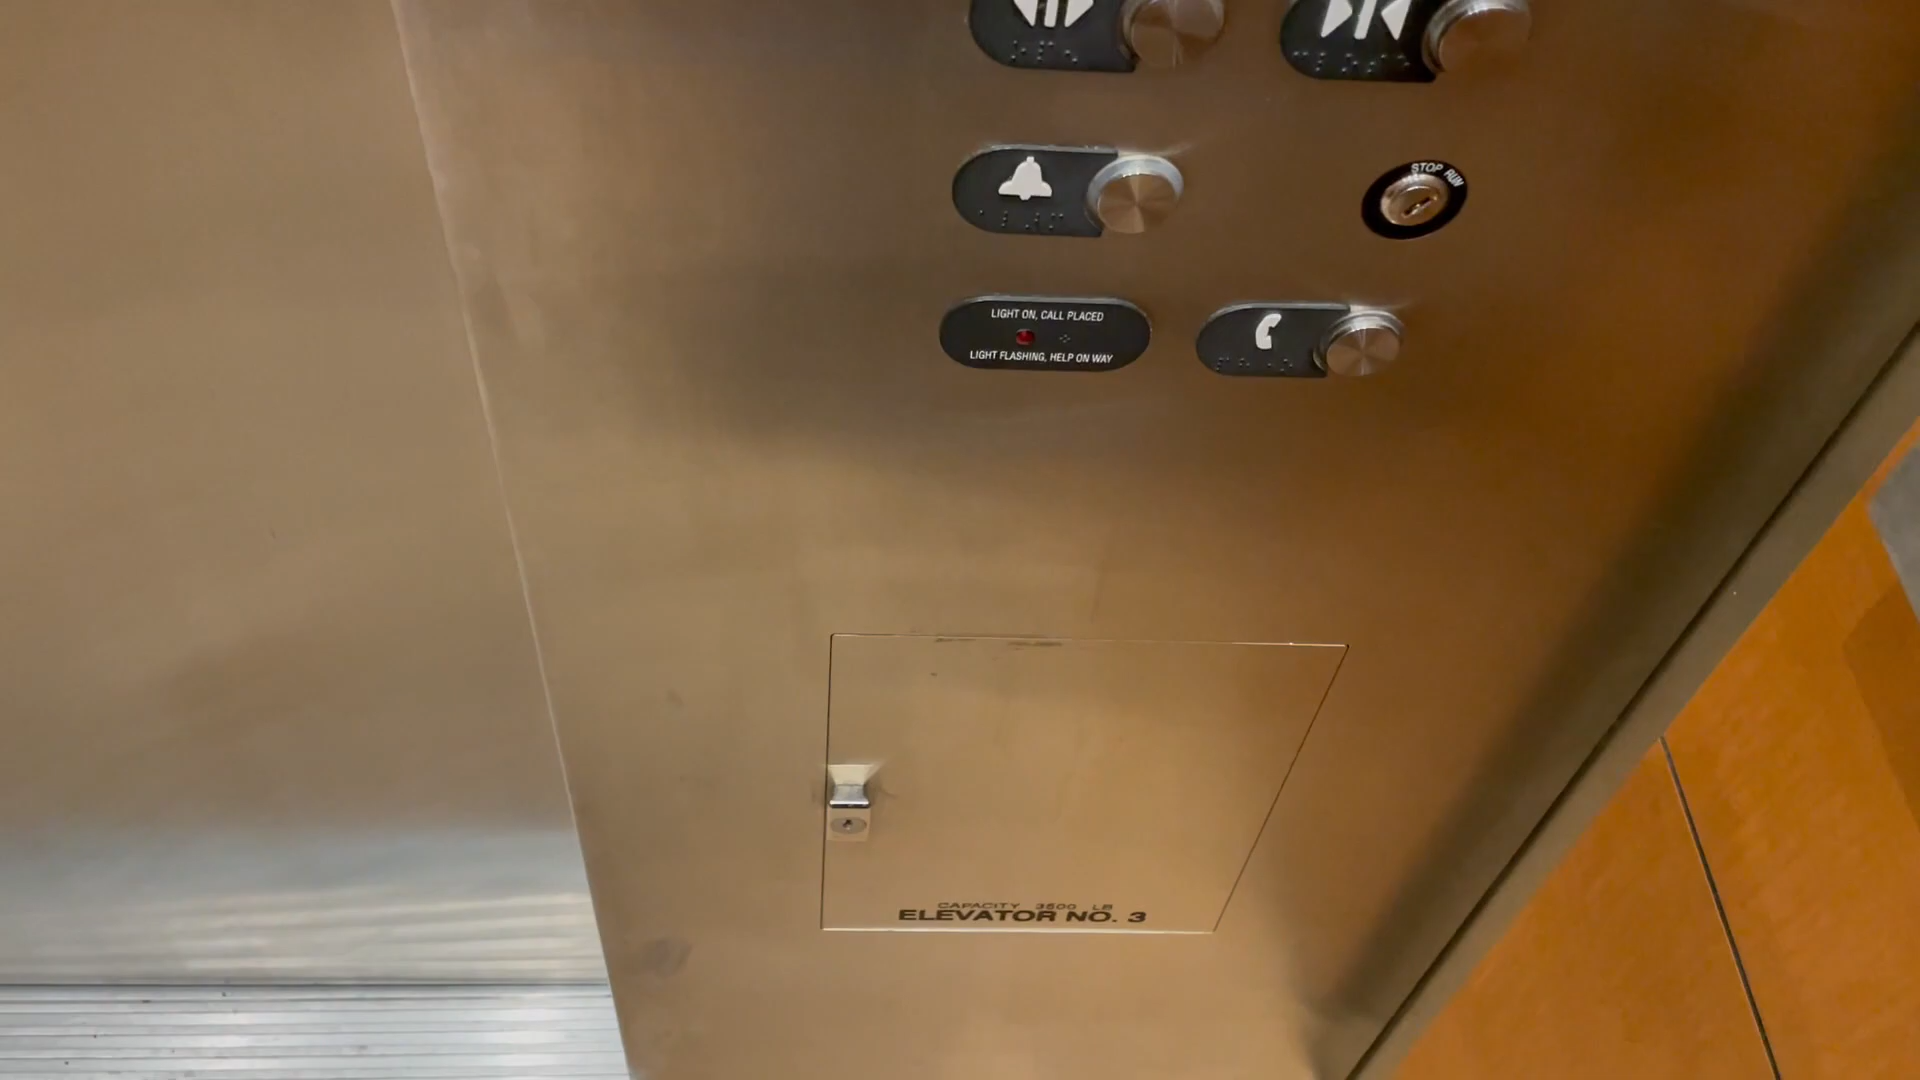 STOP RUN
LIGHT ON, CALL PLACED
LIGHT FLASHING, HELP ON WAY
CAPACITY 3500 LB
ELEVATOR NO. 3